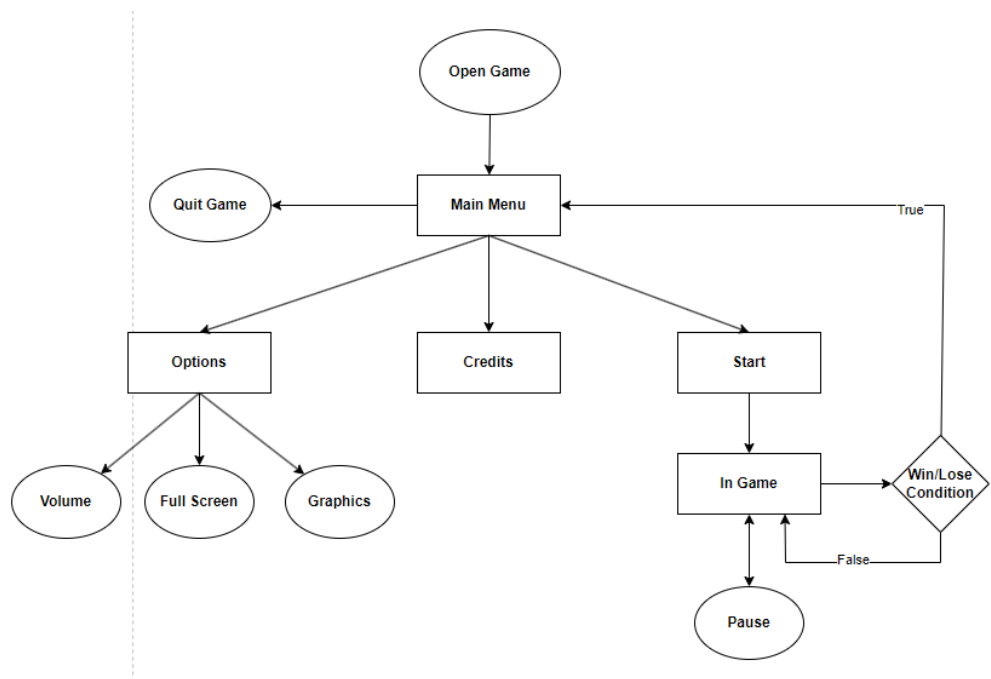 Open Game
Quit Game
Main Menu
True
Options
Credits
Start
Volume
Full Screen
Graphics
In Game
Win/Lose
Condition
False
Pause